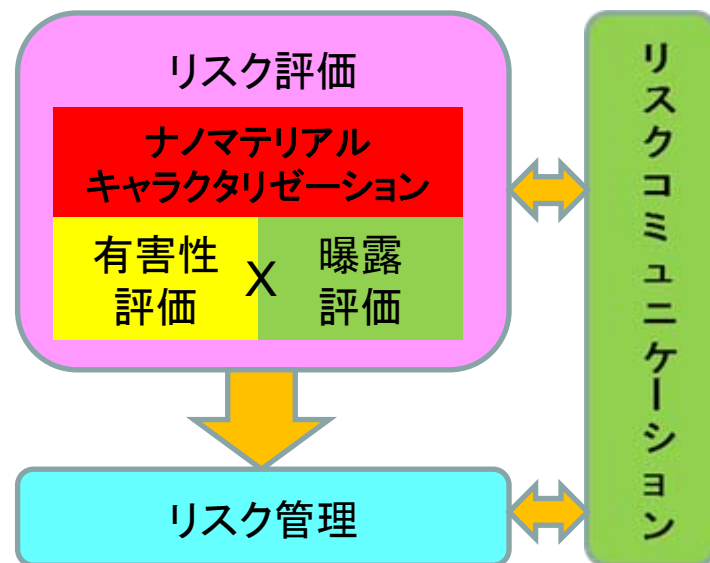 リスク評価
ナノマテリアル
キャラクタリゼーション
有害性
評価
X
曝露
評価
リスク管理
リスクコミュニケーション